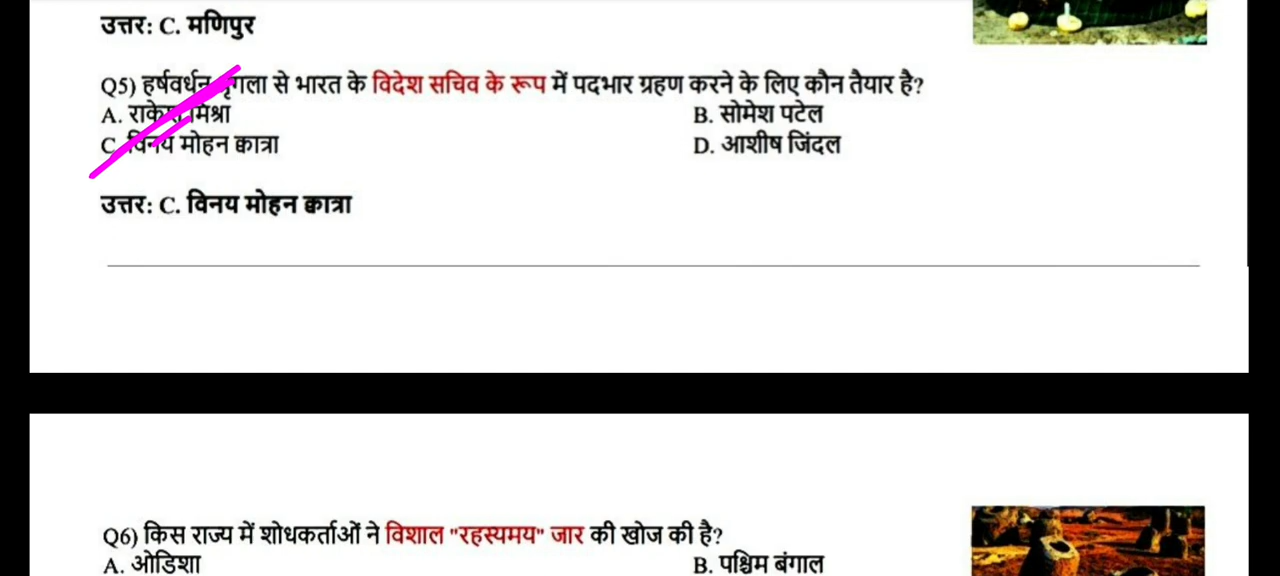 उत्तर: C. मणिपुर
Q5) हर्षवर्धन श्रृंगला से भारत के विदेश सचिव के रूप में पदभार ग्रहण करने के लिए कौन तैयार है?
A. राकेश मिश्रा B. सोमेश पटेल
C. विनय मोहन क्वात्रा D. आशीष जिंदल
उत्तर: C. विनय मोहन क्वात्रा
Q6) किस राज्य में शोधकर्ताओं ने विशाल "रहस्यमय" जार की खोज की है?
A. ओडिशा B. पश्चिम बंगाल